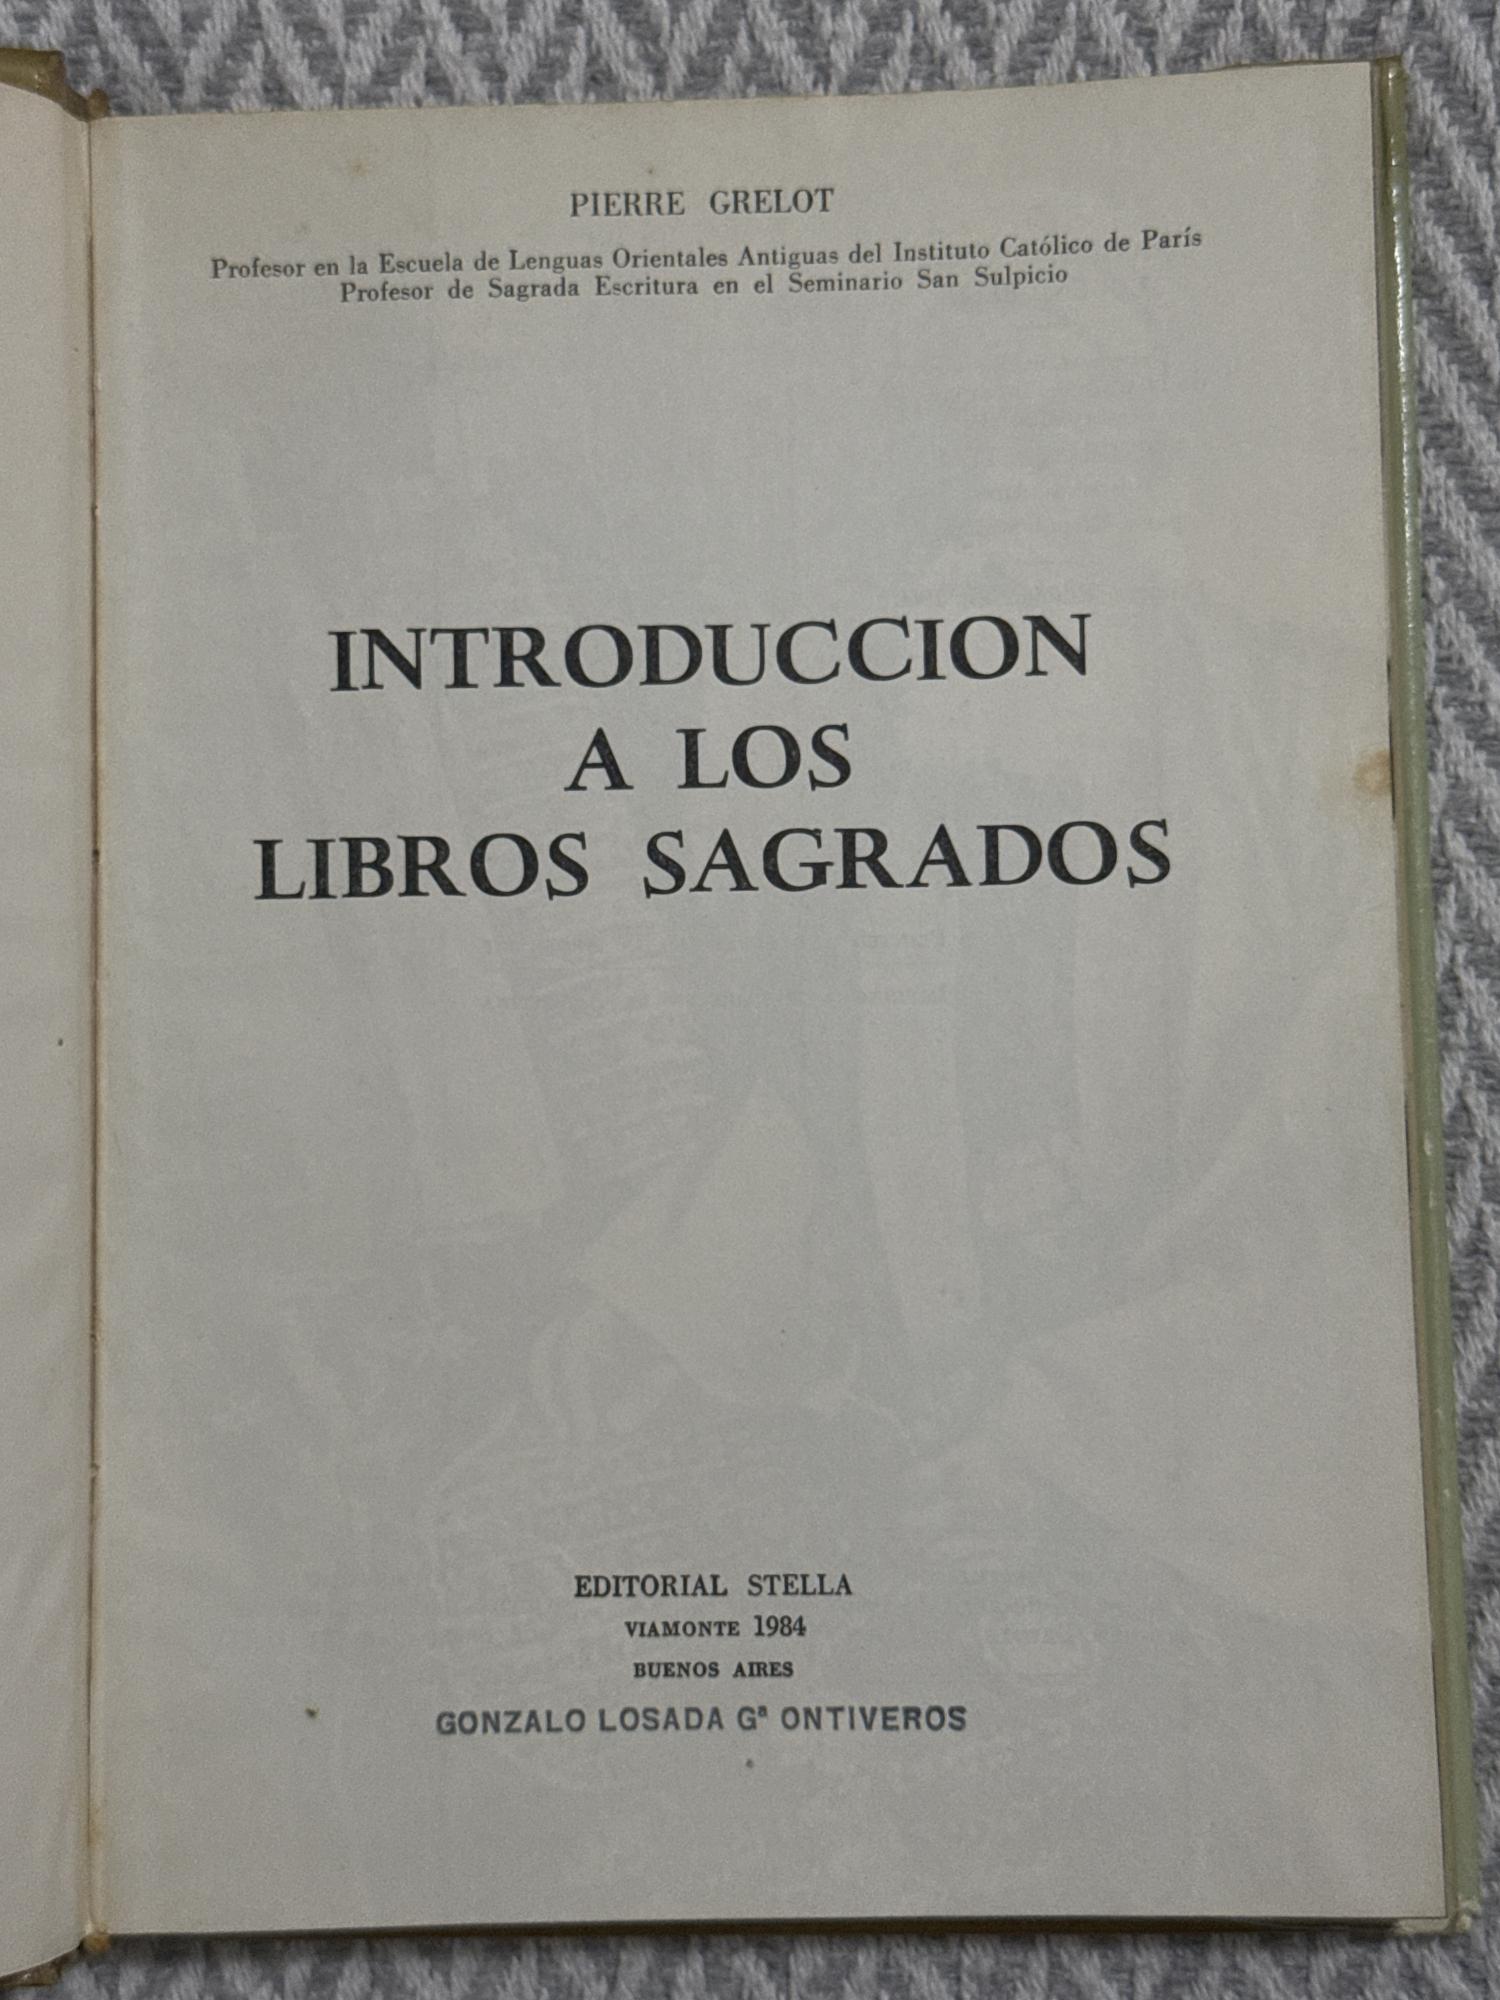 PIERRE GRELOT
Profesor en la Escuela de Lenguas Orientales Antiguas del Instituto Católico de París
Profesor de Sagrada Escritura en el Seminario San Sulpicio
INTRODUCCION
A LOS
LIBROS SAGRADOS
EDITORIAL STELLA
VIAMONTE 1984
BUENOS AIRES
GONZALO LOSADA Gª ONTIVEROS